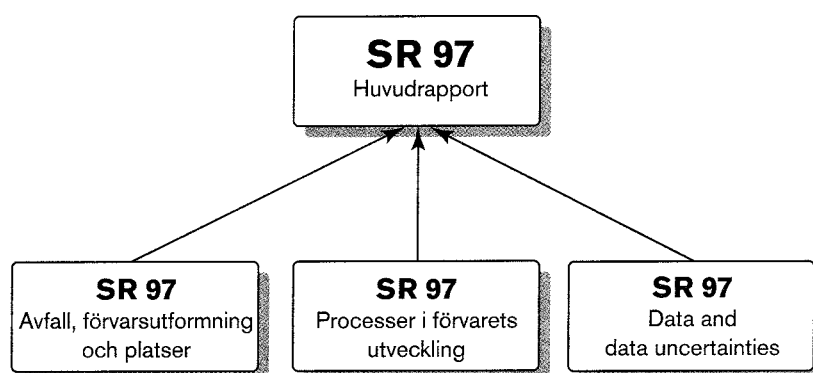 SR 97
Huvudrapport
SR 97
Avfall, förvarsutformning
och platser
SR 97
Processer i förvarets
utveckling
SR 97
Data and
data uncertainties